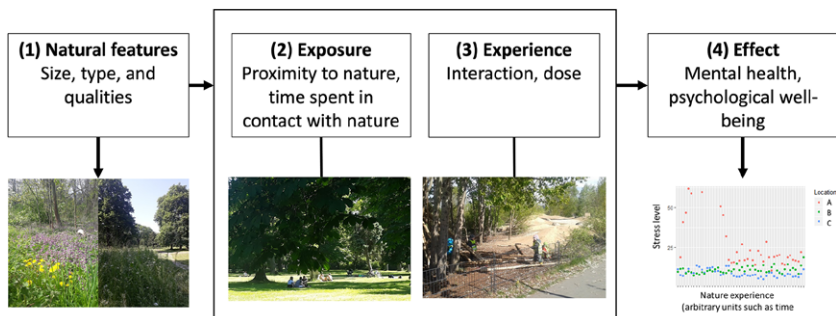 (1) Natural features
Size, type, and
qualities
(2) Exposure
Proximity to nature,
time spent in
contact with nature
(3) Experience
Interaction, dose
(4) Effect
Mental health,
psychological well-
being
Location
A
B
C
Stress level
50
25
Nature experience
(arbitrary units such as time